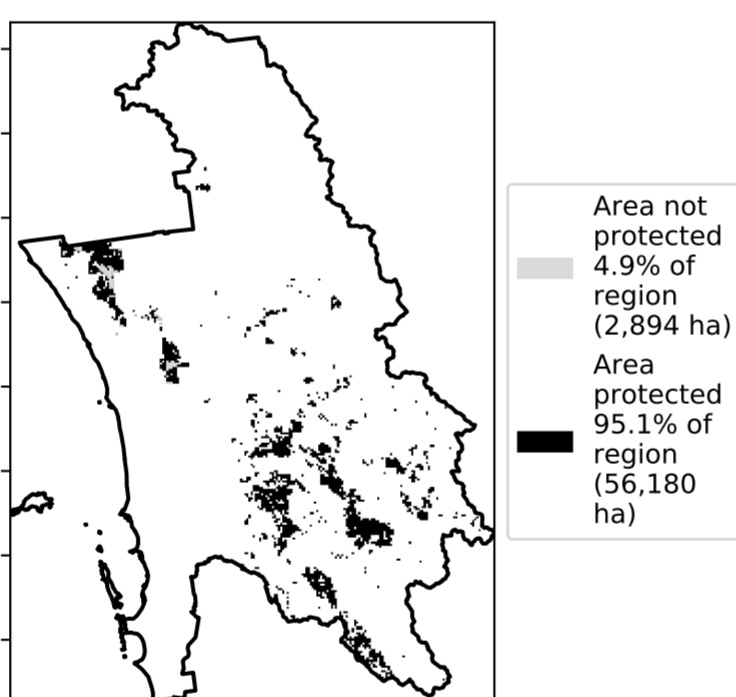 Area not
protected
4.9% of
region
(2,894 ha)
Area
protected
95.1% of
region
(56,180
ha)